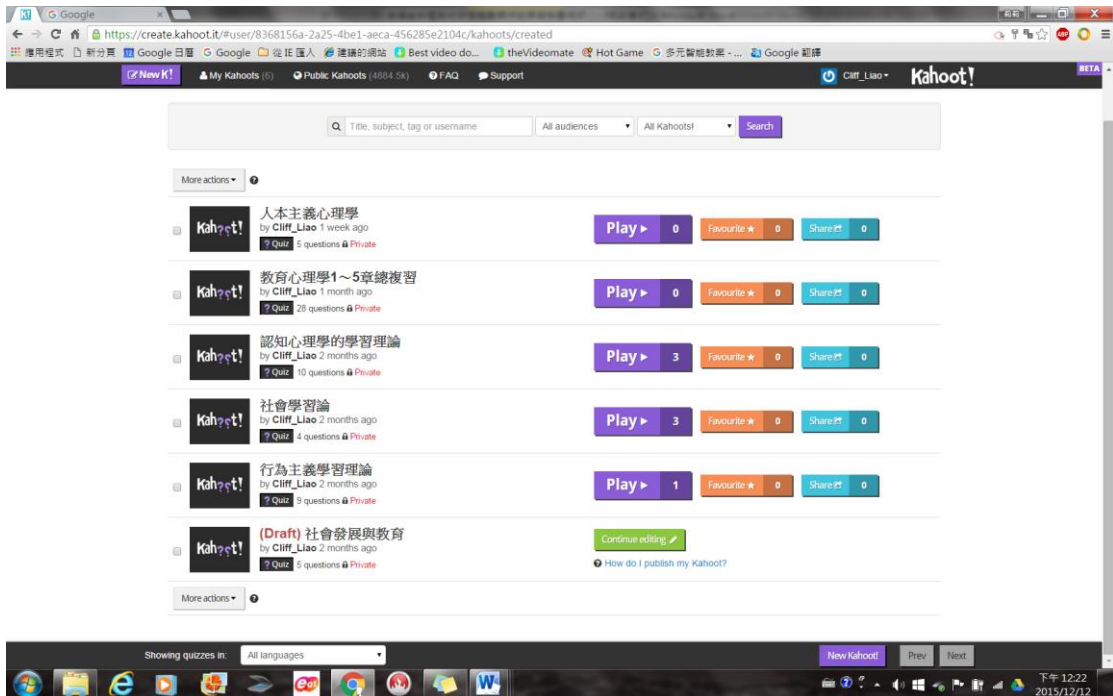 G Google
莉莉
https://create.kahoot.it/#user/8368156a-2a25-4be1-aeca-456285e2104c/kahoots/created
應用程式 新分頁 Google 日曆 G Google 從 IE 匯入 建議的網站 Best video do... theVideomate Hot Game 多元智能教案 - ... Google 翻譯
New K! My Kahoots (6) Public Kahoots (4884.5k) FAQ Support Cliff_Liao Kahoot! BETA
Title, subject, tag or username All audiences All Kahoots! Search
More actions
Kahoot! 人本主義心理學
by Cliff_Liao 1 week ago
? Quiz 5 questions Private
Play 0 Favourite 0 Share 0
Kahoot! 教育心理學1～5章總複習
by Cliff_Liao 1 month ago
? Quiz 28 questions Private
Play 0 Favourite 0 Share 0
Kahoot! 認知心理學的學習理論
by Cliff_Liao 2 months ago
? Quiz 10 questions Private
Play 3 Favourite 0 Share 0
Kahoot! 社會學習論
by Cliff_Liao 2 months ago
? Quiz 4 questions Private
Play 3 Favourite 0 Share 0
Kahoot! 行為主義學習理論
by Cliff_Liao 2 months ago
? Quiz 9 questions Private
Play 1 Favourite 0 Share 0
Kahoot! (Draft) 社會發展與教育
by Cliff_Liao 2 months ago
? Quiz 5 questions Private
Continue editing
How do I publish my Kahoot?
More actions
Showing quizzes in: All languages New Kahoot! Prev Next
下午 12:22
2015/12/12